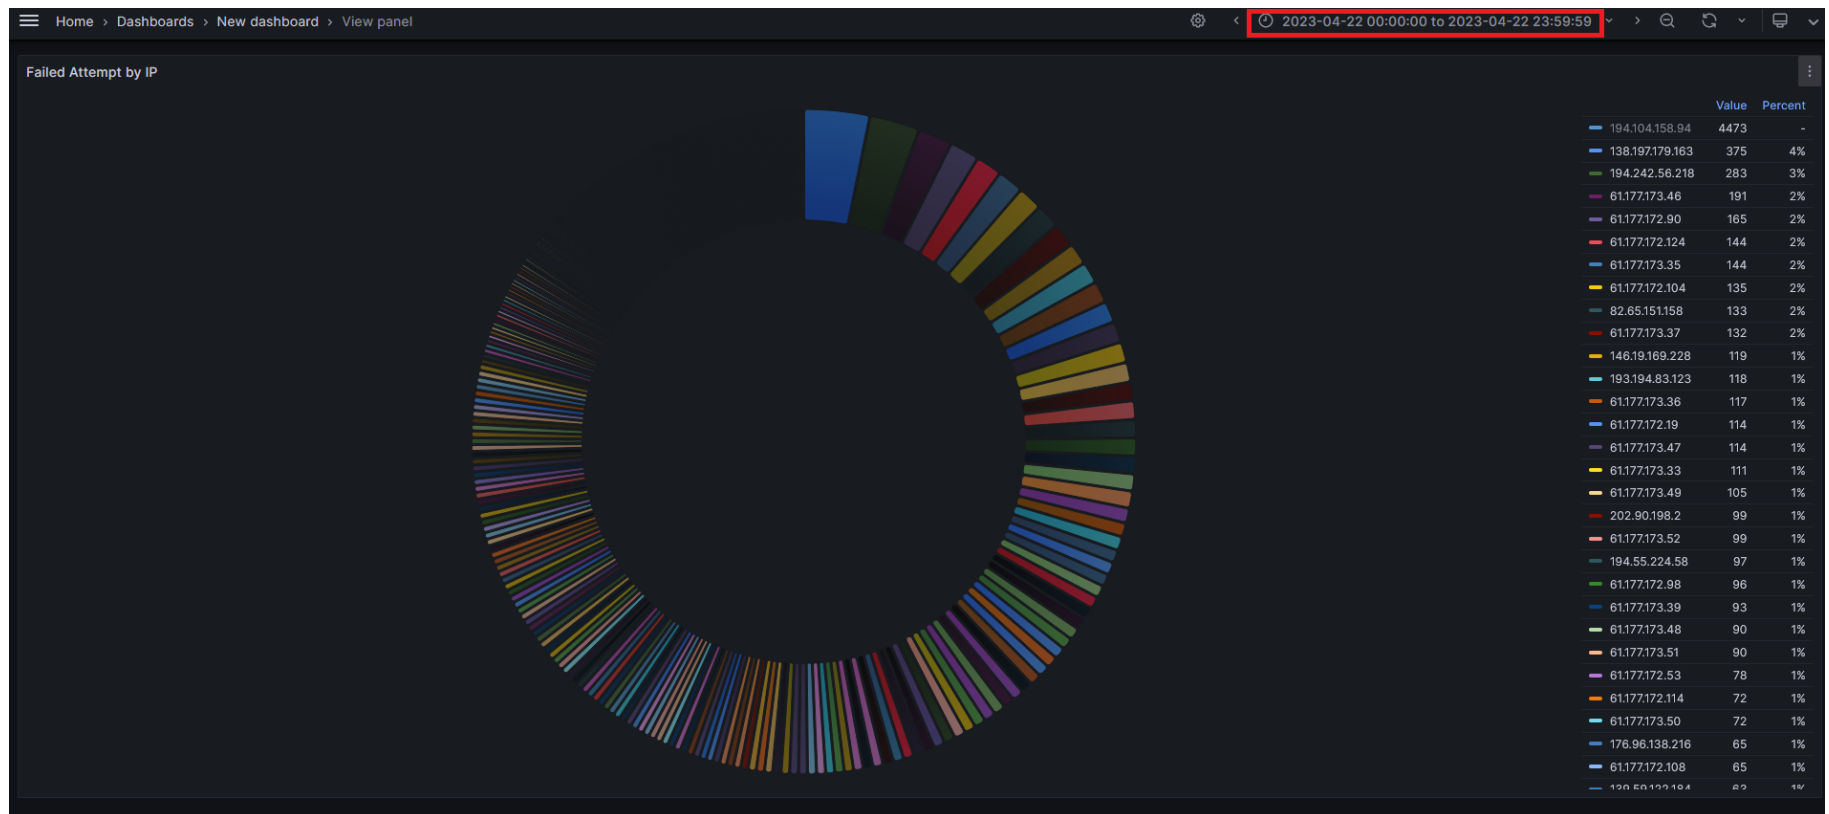 Home › Dashboards › New dashboard › View panel
2023-04-22 00:00:00 to 2023-04-22 23:59:59
Failed Attempt by IP
Value Percent
194.104.158.94 4473 -
138.197.179.163 375 4%
194.242.56.218 283 3%
61.177.173.46 191 2%
61.177.172.90 165 2%
61.177.172.124 144 2%
61.177.173.35 144 2%
61.177.172.104 135 2%
82.65.151.158 133 2%
61.177.173.37 132 2%
146.19.169.228 119 1%
193.194.83.123 118 1%
61.177.173.36 117 1%
61.177.172.19 114 1%
61.177.173.47 114 1%
61.177.173.33 111 1%
61.177.173.49 105 1%
202.90.198.2 99 1%
61.177.173.52 99 1%
194.55.224.58 97 1%
61.177.172.98 96 1%
61.177.173.39 93 1%
61.177.173.48 90 1%
61.177.173.51 90 1%
61.177.172.53 78 1%
61.177.172.114 72 1%
61.177.173.50 72 1%
176.96.138.216 65 1%
61.177.172.108 65 1%
139.59.122.184 63 1%